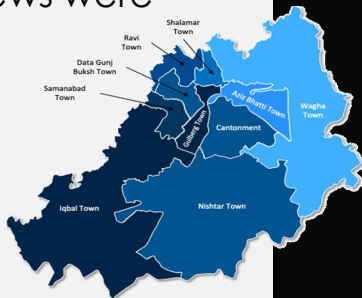 ews were
Shalamar
Town
Ravi
Town
Data Gunj
Buksh Town
Samanabad
Town
Gulberg Town
Aziz Bhatti Town
Wagha
Town
Cantonment
Iqbal Town
Nishtar Town